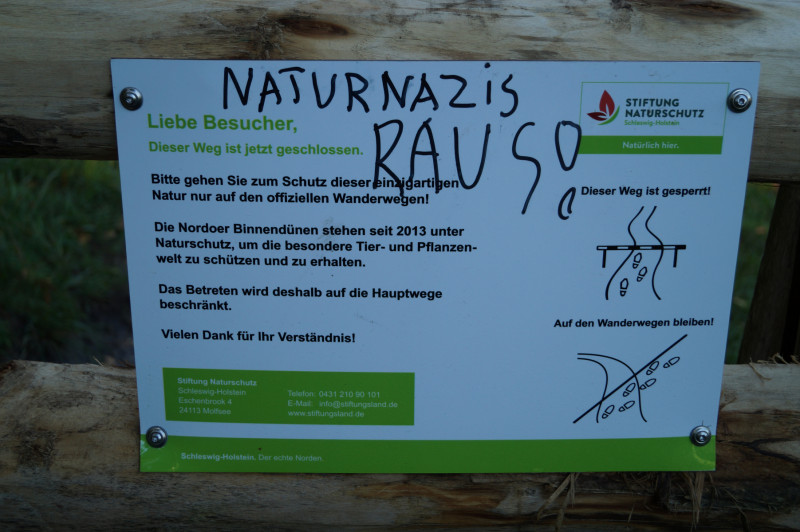 NATURNAZIS
RAUS!
Liebe Besucher,
Dieser Weg ist jetzt geschlossen.
Bitte gehen Sie zum Schutz dieser einzigartigen
Natur nur auf den offiziellen Wanderwegen!
Die Nordoer Binnendünen stehen seit 2013 unter
Naturschutz, um die besondere Tier- und Pflanzen-
welt zu schützen und zu erhalten.
Das Betreten wird deshalb auf die Hauptwege
beschränkt.
Vielen Dank für Ihr Verständnis!
STIFTUNG
NATURSCHUTZ
Schleswig-Holstein
Natürlich hier.
Dieser Weg ist gesperrt!
Auf den Wanderwegen bleiben!
Stiftung Naturschutz
Schleswig-Holstein
Eschenbrook 4
24113 Molfsee
Telefon: 0431 210 90 101
E-Mail: info@stiftungsland.de
www.stiftungsland.de
Schleswig-Holstein. Der echte Norden.